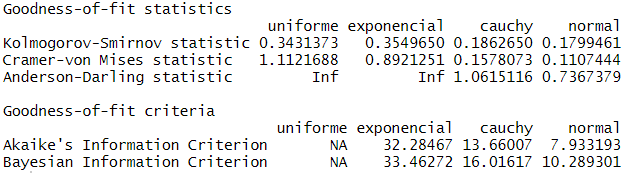 Goodness-of-fit statistics
uniforme exponencial cauchy normal
Kolmogorov-Smirnov statistic 0.3431373 0.3549650 0.1862650 0.1799461
Cramer-von Mises statistic 1.1121688 0.8921251 0.1578073 0.1107444
Anderson-Darling statistic Inf Inf 1.0615116 0.7367379
Goodness-of-fit criteria
uniforme exponencial cauchy normal
Akaike's Information Criterion NA 32.28467 13.66007 7.933193
Bayesian Information Criterion NA 33.46272 16.01617 10.289301